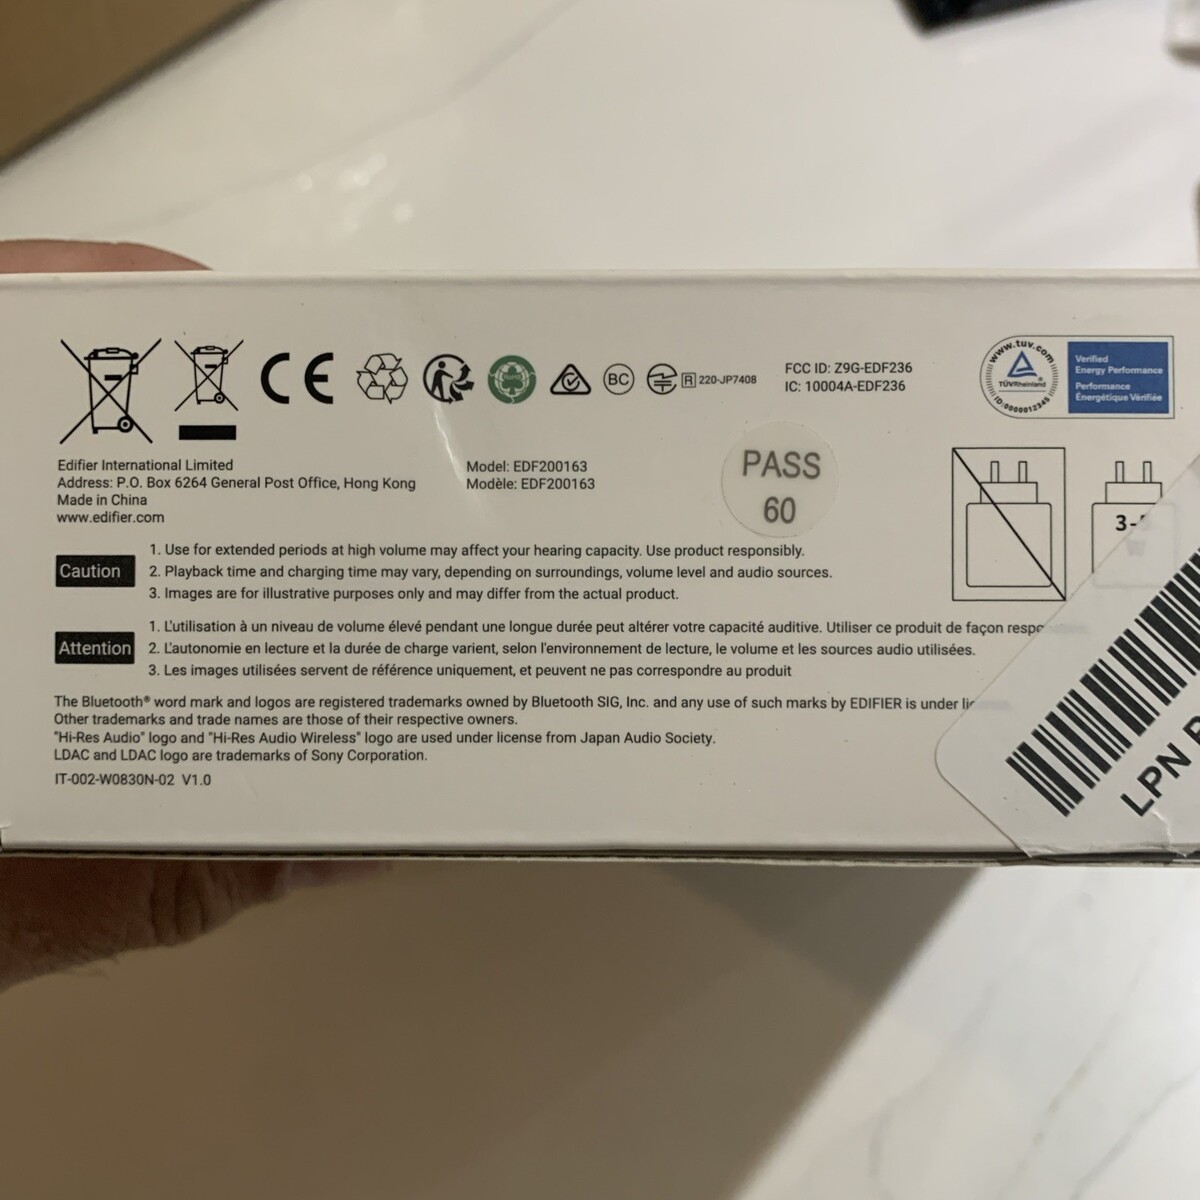 CE
BC
R 220-JP7408
FCC ID: Z9G-EDF236
IC: 10004A-EDF236
www.tuv.com
TÜVRheinland
ID:0000012345
Verified
Energy Performance
Performance
Énergétique Vérifiée
Edifier International Limited
Address: P.O. Box 6264 General Post Office, Hong Kong
Made in China
www.edifier.com
Model: EDF200163
Modèle: EDF200163
PASS
60
3-5
W
Caution
1. Use for extended periods at high volume may affect your hearing capacity. Use product responsibly.
2. Playback time and charging time may vary, depending on surroundings, volume level and audio sources.
3. Images are for illustrative purposes only and may differ from the actual product.
Attention
1. L'utilisation à un niveau de volume élevé pendant une longue durée peut altérer votre capacité auditive. Utiliser ce produit de façon
2. L'autonomie en lecture et la durée de charge varient, selon l'environnement de lecture, le volume et les sources audio utilisées.
3. Les images utilisées servent de référence uniquement, et peuvent ne pas correspondre au produit
The Bluetooth® word mark and logos are registered trademarks owned by Bluetooth SIG, Inc. and any use of such marks by EDIFIER is under
Other trademarks and trade names are those of their respective owners.
"Hi-Res Audio" logo and "Hi-Res Audio Wireless" logo are used under license from Japan Audio Society.
LDAC and LDAC logo are trademarks of Sony Corporation.
IT-002-W0830N-02 V1.0
LPN